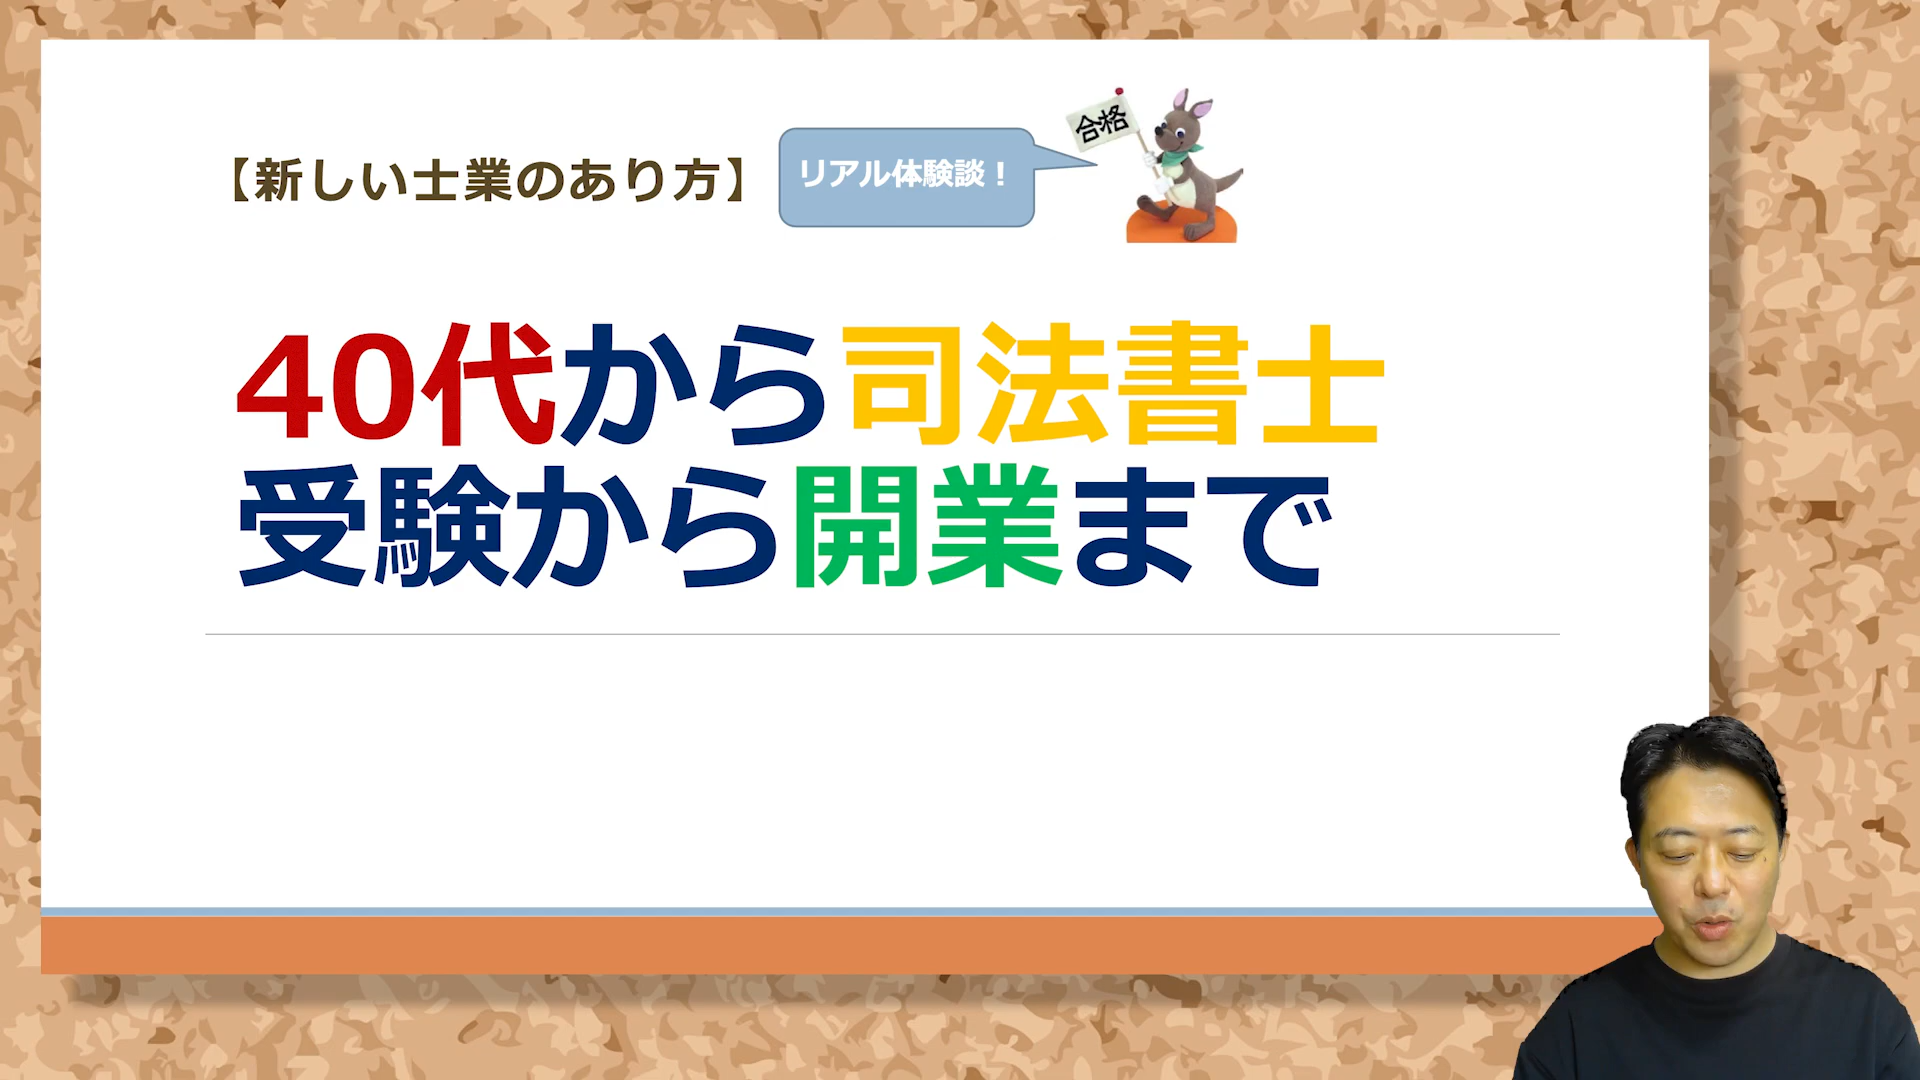 【新しい士業のあり方】
リアル体験談！
合格
40代から司法書士
受験から開業まで